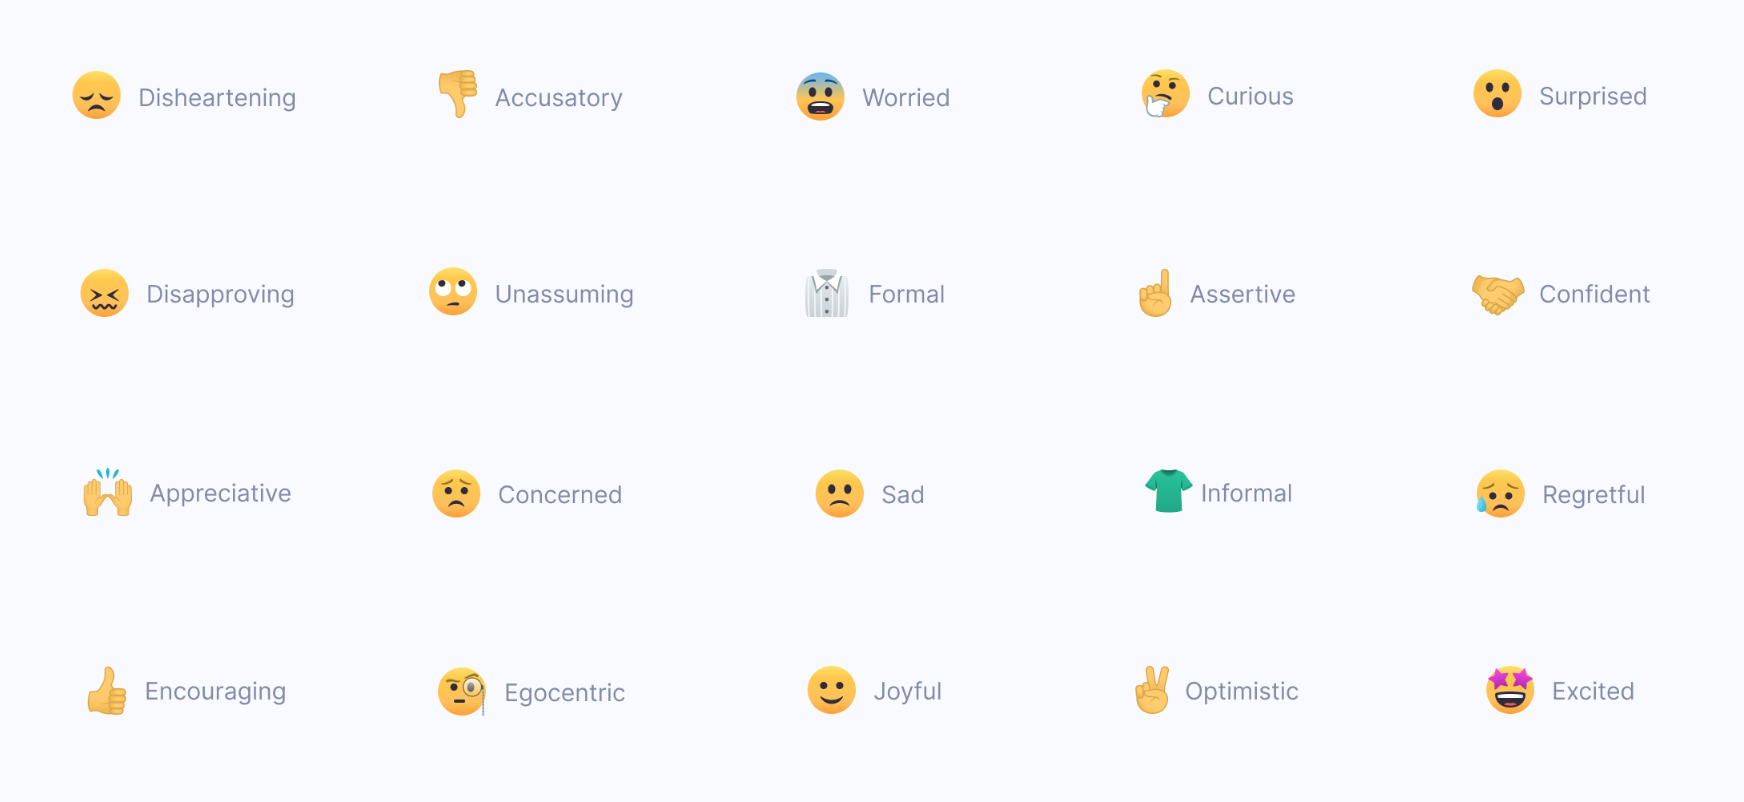 Disheartening
Accusatory
Worried
Curious
Surprised
Disapproving
Unassuming
Formal
Assertive
Confident
Appreciative
Concerned
Sad
Informal
Regretful
Encouraging
Egocentric
Joyful
Optimistic
Excited